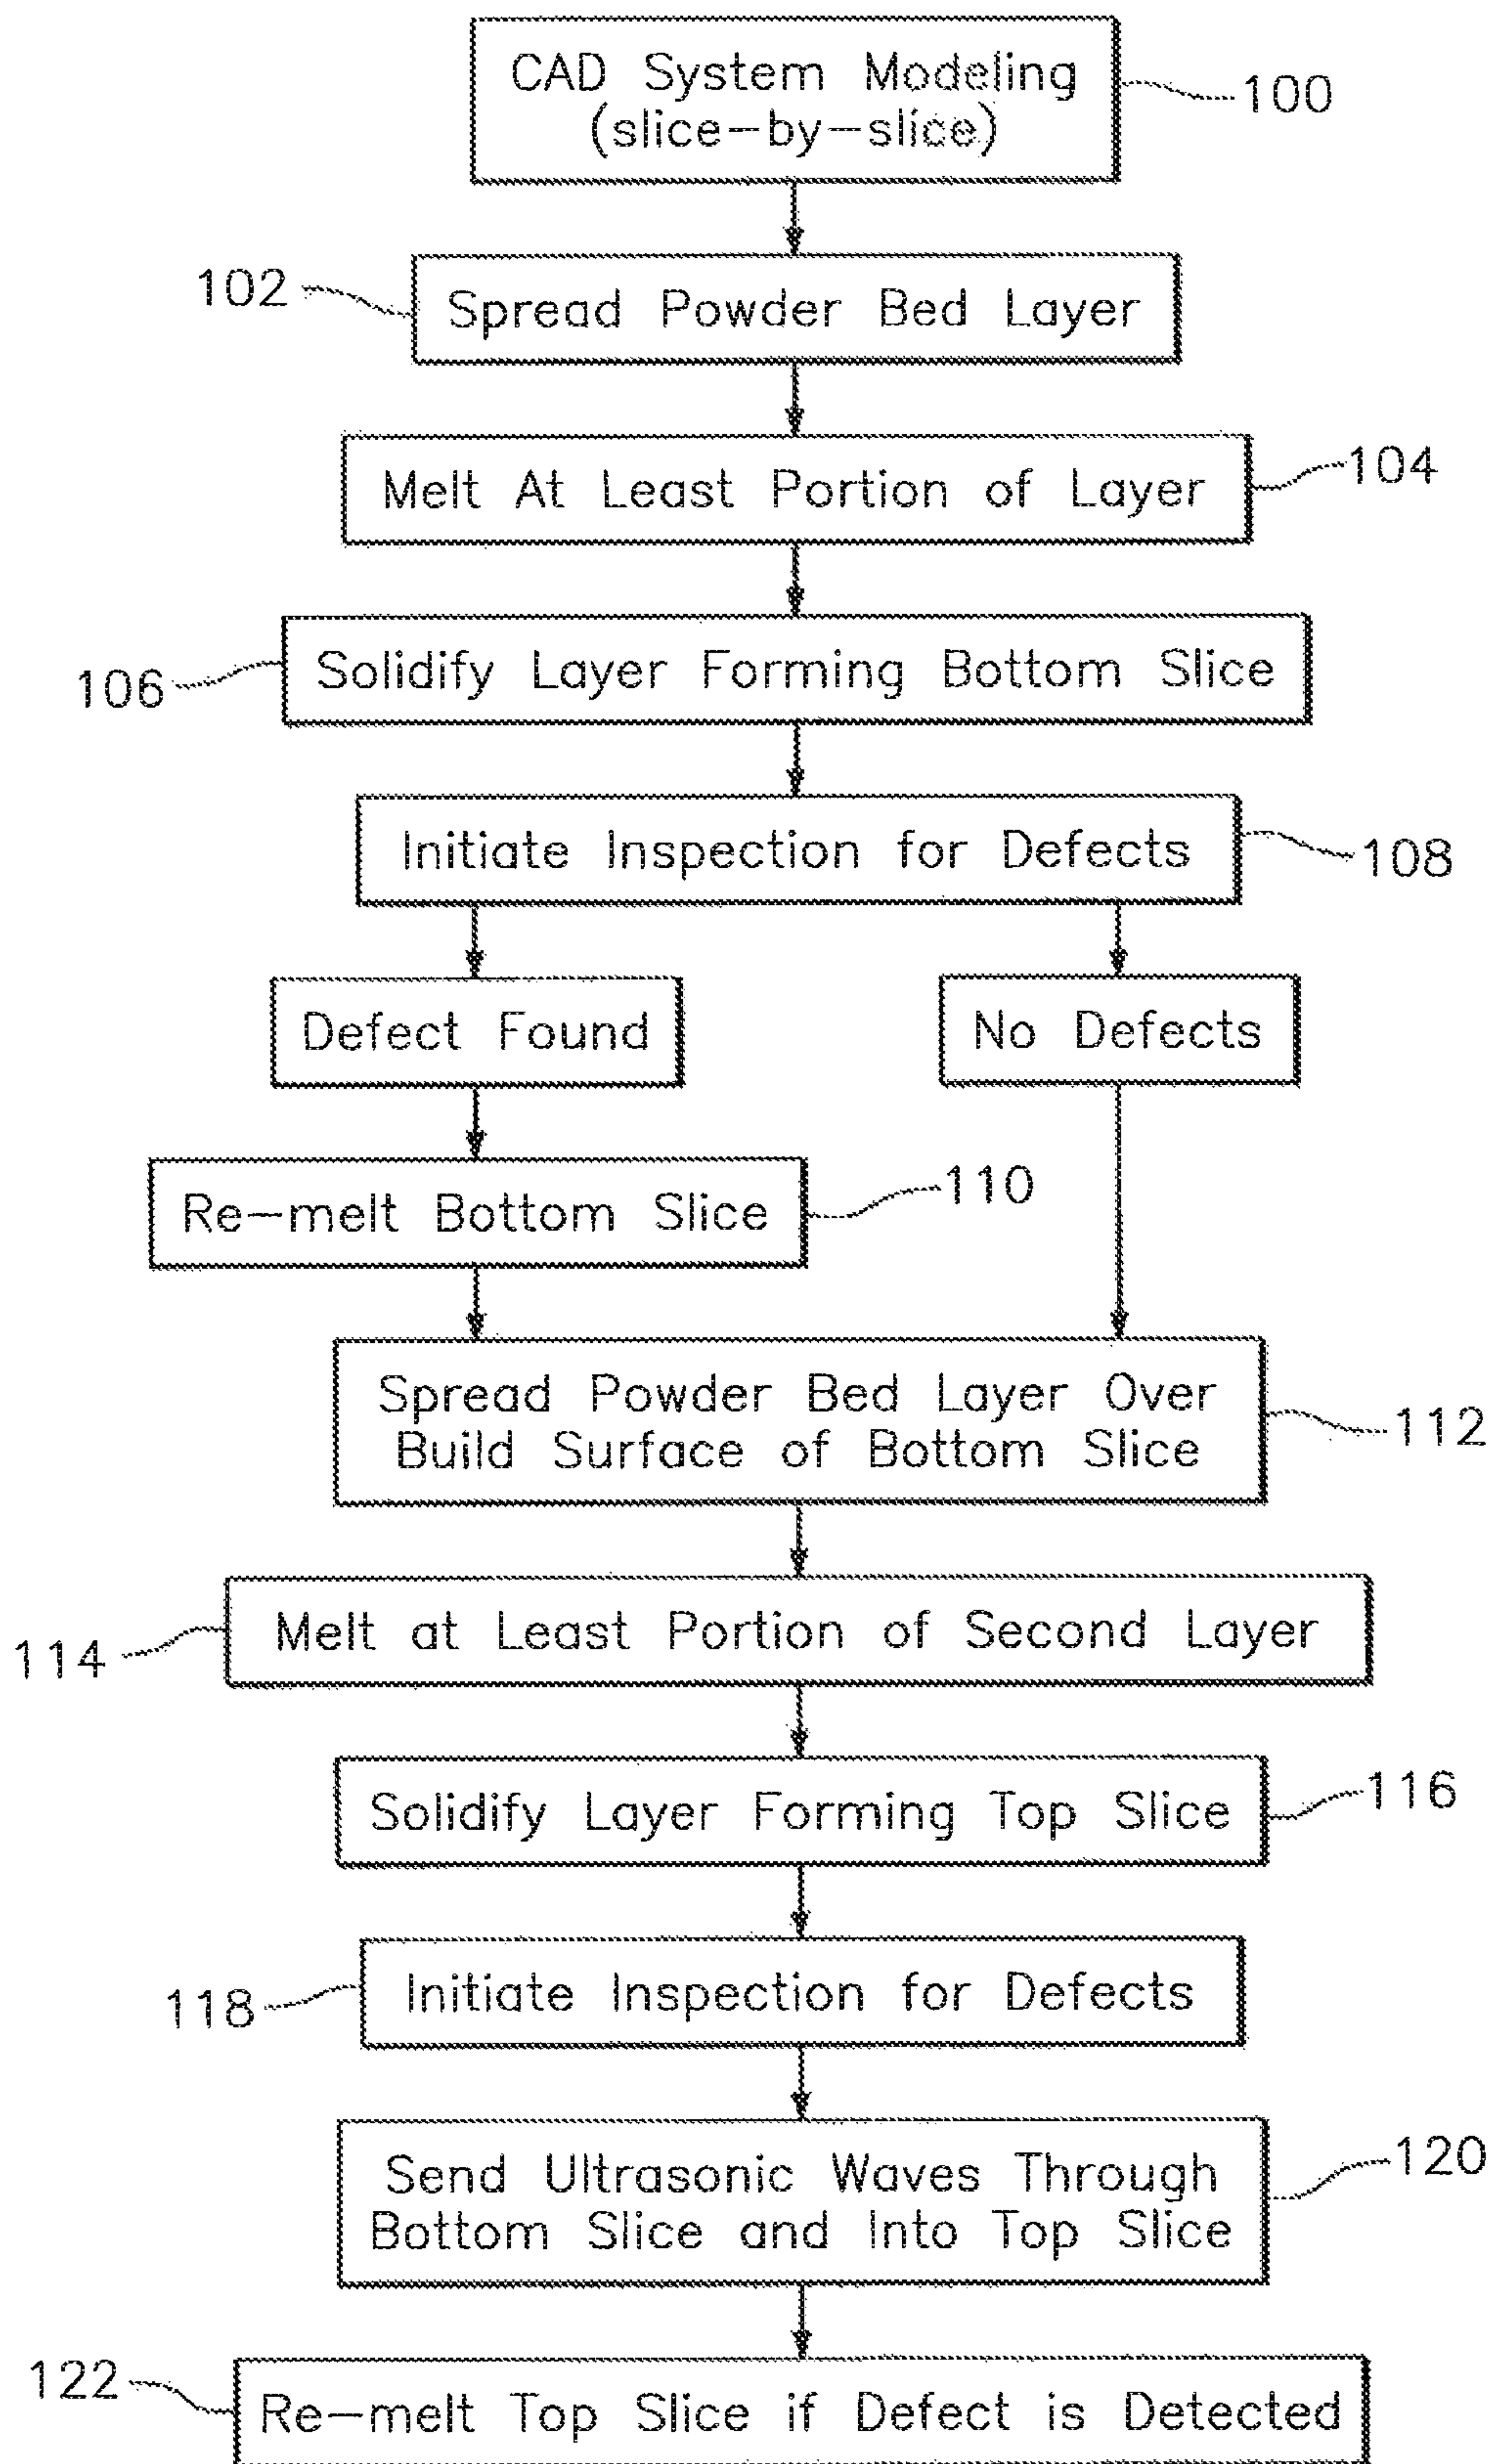 CAD System Modeling
(slice-by-slice)
100
102
Spread Powder Bed Layer
Melt At Least Portion of Layer
104
106
Solidify Layer Forming Bottom Slice
Initiate Inspection for Defects
108
Defect Found
No Defects
Re-melt Bottom Slice
110
Spread Powder Bed Layer Over
Build Surface of Bottom Slice
112
114
Melt at Least Portion of Second Layer
Solidify Layer Forming Top Slice
116
118
Initiate Inspection for Defects
Send Ultrasonic Waves Through
Bottom Slice and Into Top Slice
120
122
Re-melt Top Slice if Defect is Detected